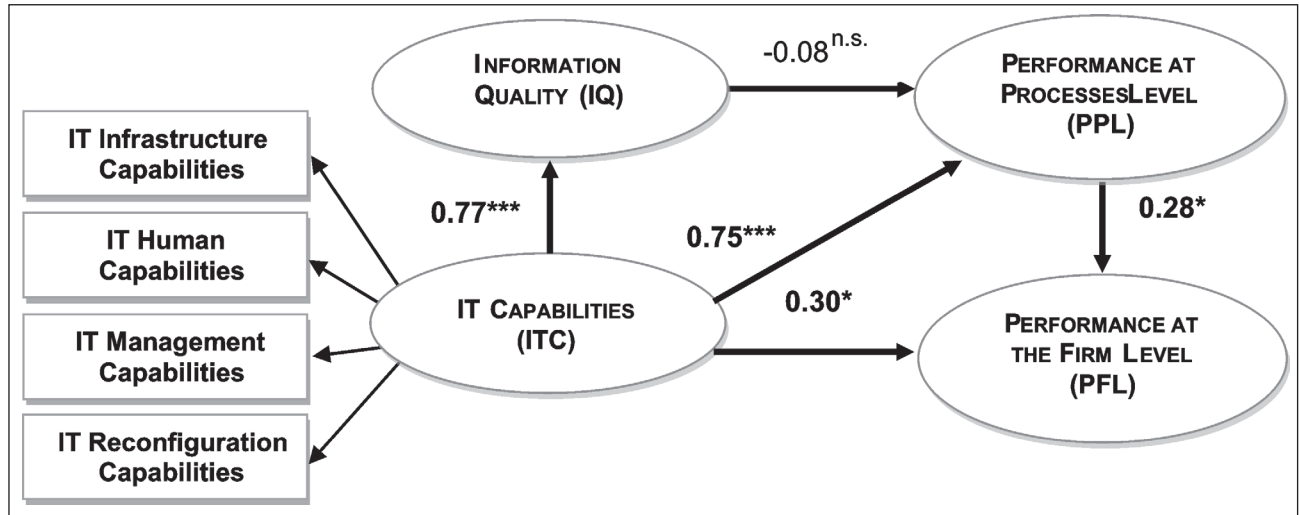 INFORMATION
QUALITY (IQ)
-0.08n.s.
PERFORMANCE AT
PROCESSESLEVEL
(PPL)
IT Infrastructure
Capabilities
IT Human
Capabilities
IT Management
Capabilities
IT Reconfiguration
Capabilities
0.77***
0.75***
0.28*
IT CAPABILITIES
(ITC)
0.30*
PERFORMANCE AT
THE FIRM LEVEL
(PFL)